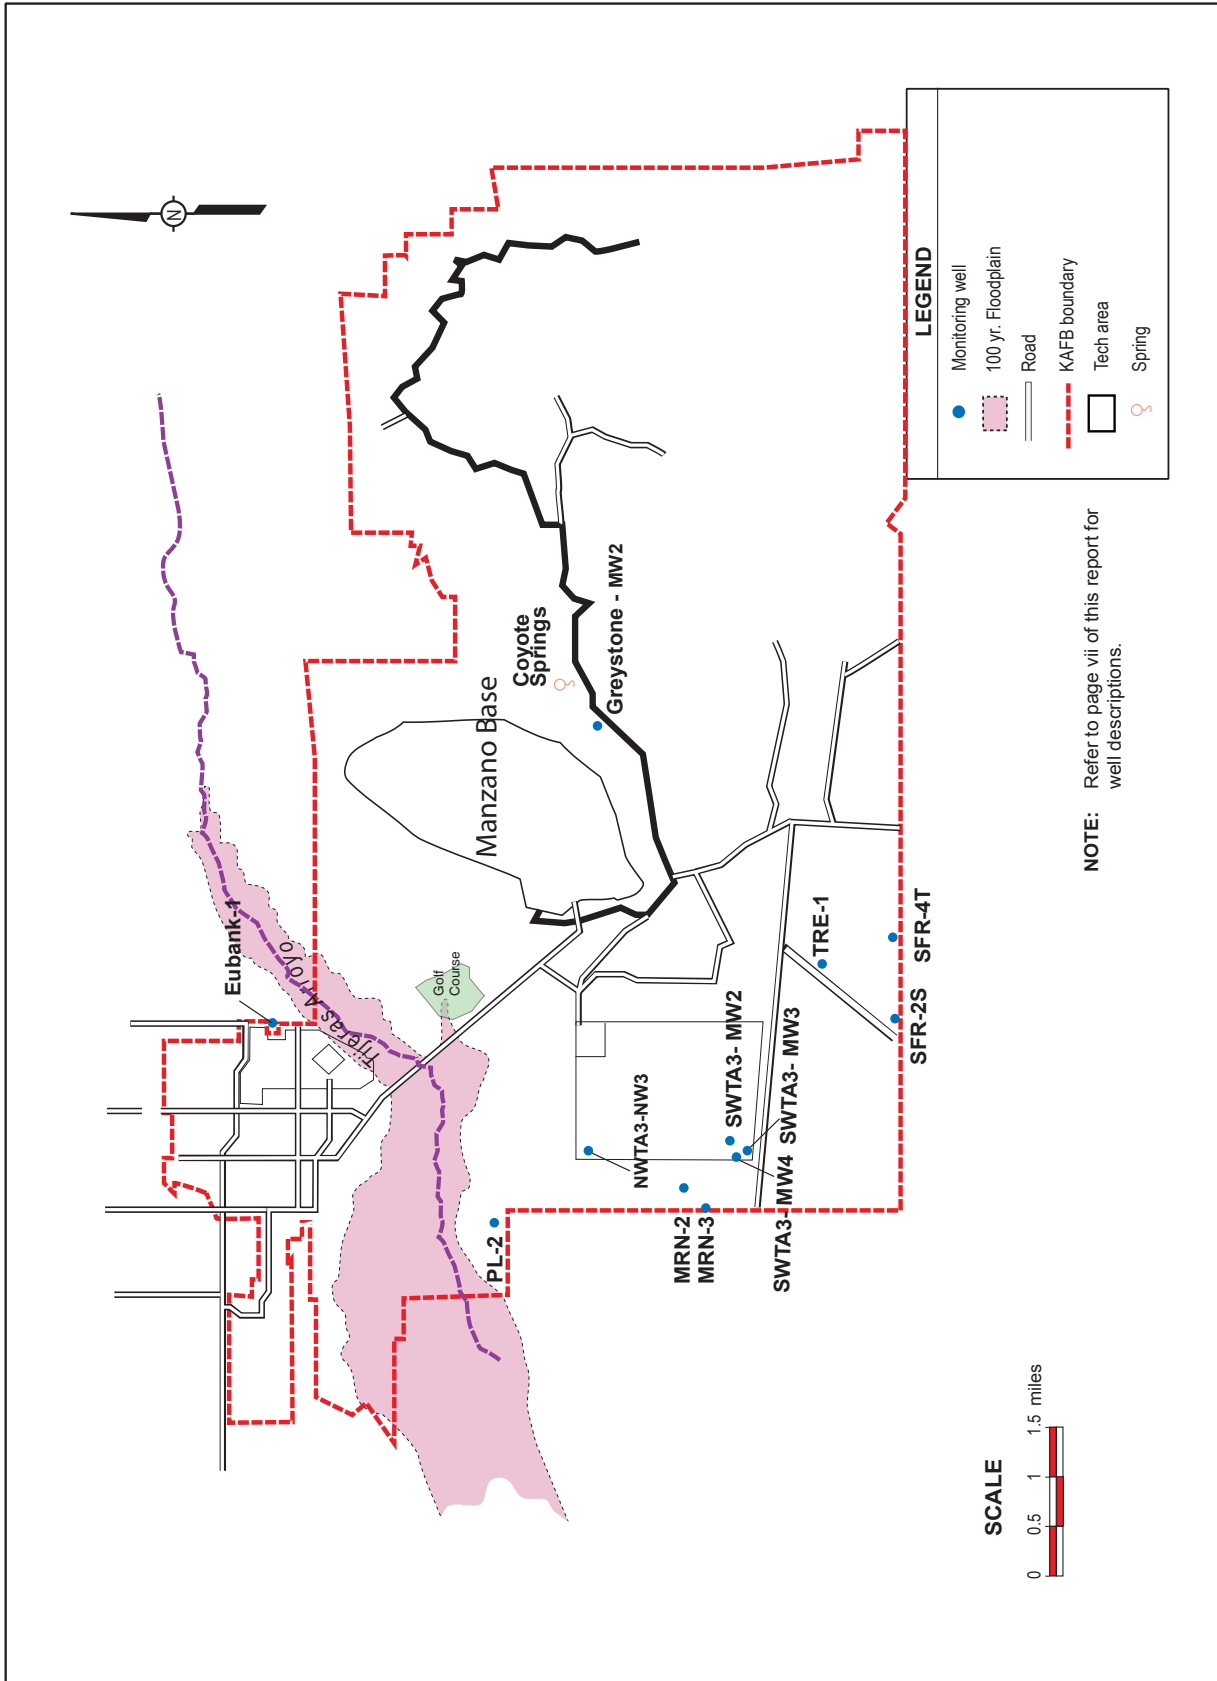 N
Eubank-1
Tijeras Arroyo
Golf
Course
Manzano Base
Coyote
Springs
Greystone - MW2
PL-2
NWTA3-NW3
MRN-2
MRN-3
SWTA3- MW2
SWTA3- MW4
SWTA3- MW3
TRE-1
SFR-2S
SFR-4T
LEGEND
Monitoring well
100 yr. Floodplain
Road
KAFB boundary
Tech area
Spring
NOTE: Refer to page vii of this report for
well descriptions.
SCALE
0 0.5 1 1.5 miles